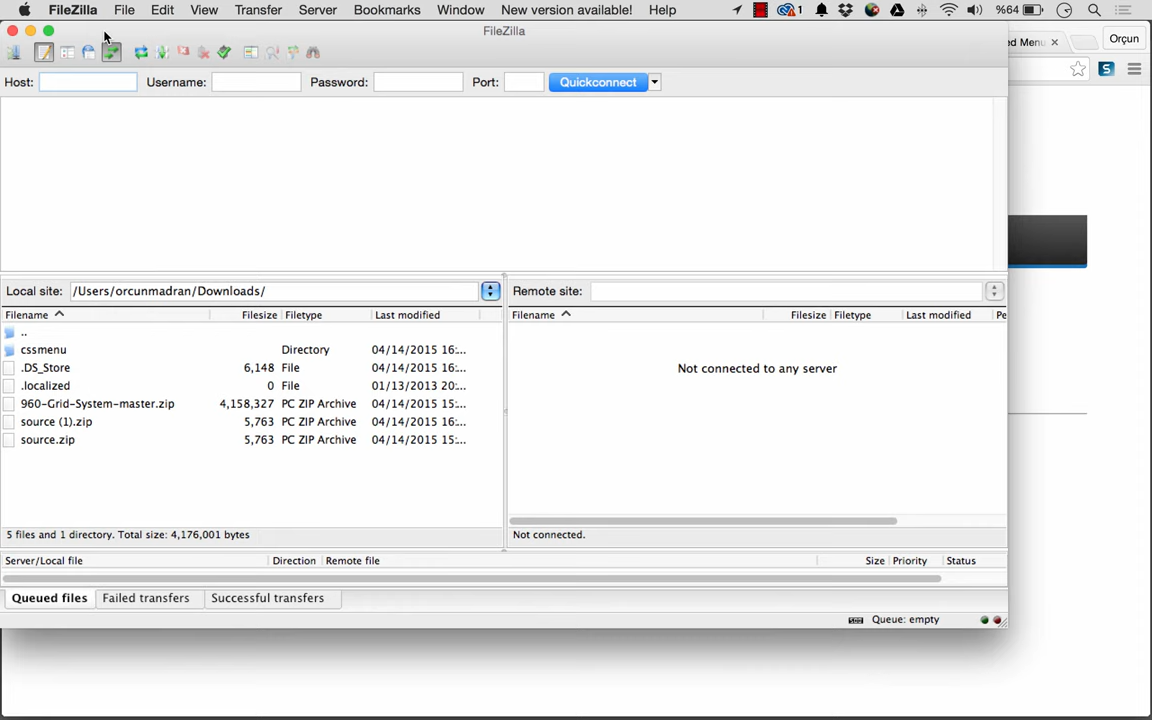 FileZilla File Edit View Transfer Server Bookmarks Window New version available! Help 1 %64
FileZilla
ed Menu Orçun
S
Host: Username: Password: Port: Quickconnect
Local site: /Users/orcunmadran/Downloads/ Remote site:
Filename Filesize Filetype Last modified Filename Filesize Filetype Last modified Pe
..
cssmenu Directory 04/14/2015 16:...
.DS_Store 6,148 File 04/14/2015 16:...
Not connected to any server
.localized 0 File 01/13/2013 20:...
960-Grid-System-master.zip 4,158,327 PC ZIP Archive 04/14/2015 15:...
source (1).zip 5,763 PC ZIP Archive 04/14/2015 16:...
source.zip 5,763 PC ZIP Archive 04/14/2015 15:...
5 files and 1 directory. Total size: 4,176,001 bytes Not connected.
Server/Local file Direction Remote file Size Priority Status
Queued files Failed transfers Successful transfers
Queue: empty